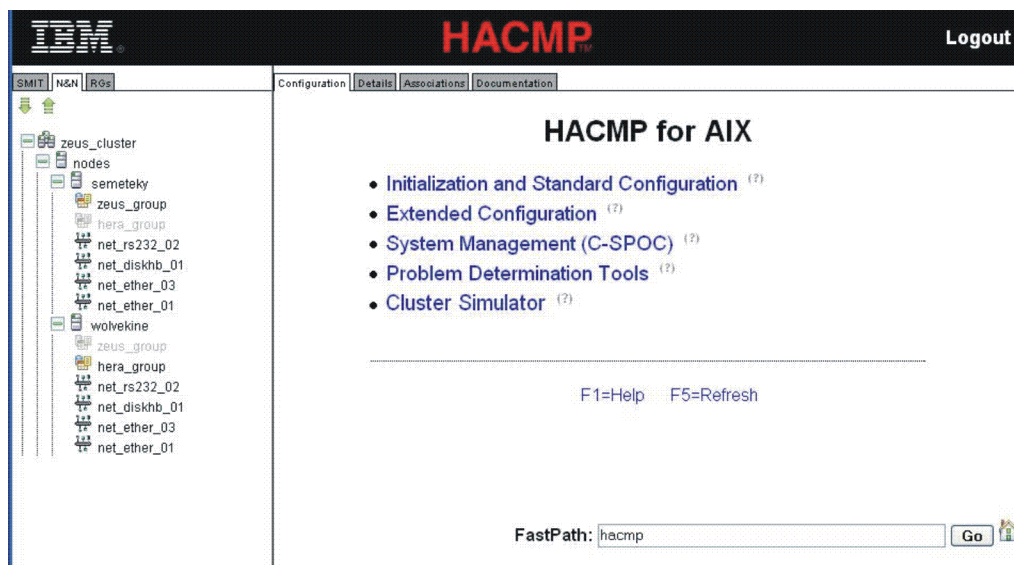 IBM®
HACMP™
Logout
SMIT N&N RGs
zeus_cluster
nodes
semeteky
zeus_group
hera_group
net_rs232_02
net_diskhb_01
net_ether_03
net_ether_01
wolvekine
zeus_group
hera_group
net_rs232_02
net_diskhb_01
net_ether_03
net_ether_01
Configuration Details Associations Documentation
HACMP for AIX
• Initialization and Standard Configuration (?)
• Extended Configuration (?)
• System Management (C-SPOC) (?)
• Problem Determination Tools (?)
• Cluster Simulator (?)
F1=Help F5=Refresh
FastPath: hacmp Go